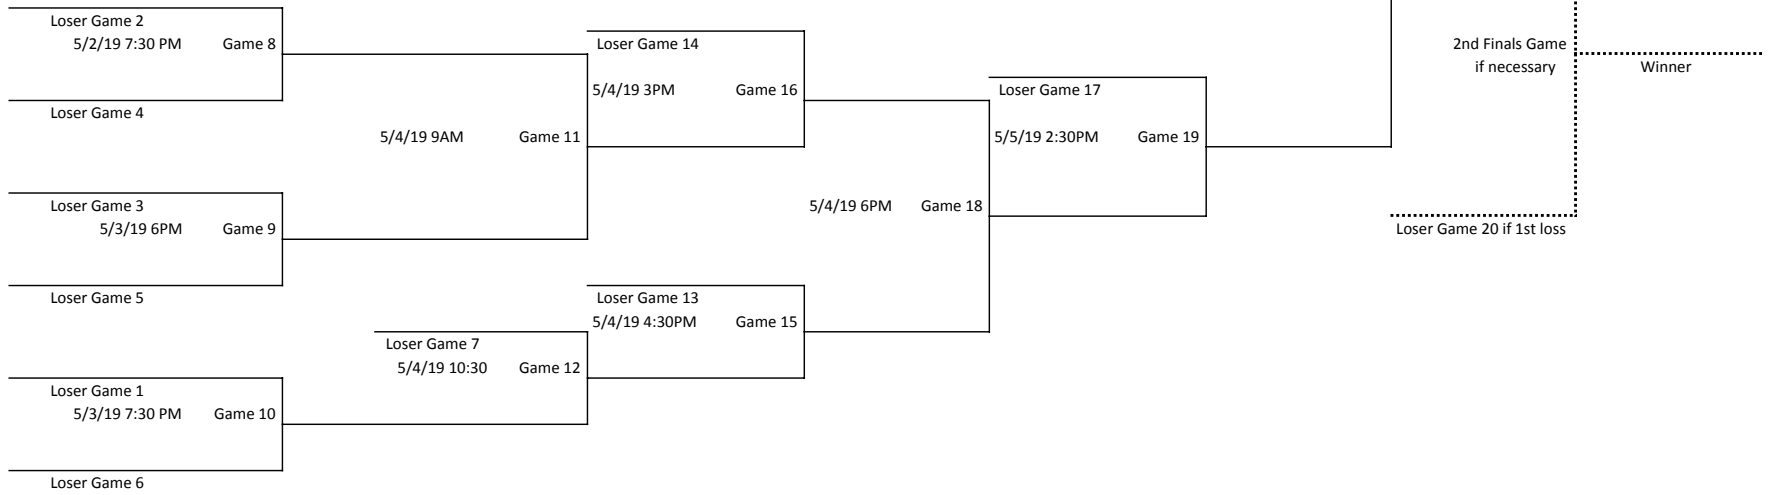 Loser Game 2
5/2/19 7:30 PM Game 8
Loser Game 4
Loser Game 3
5/3/19 6PM Game 9
Loser Game 5
Loser Game 1
5/3/19 7:30 PM Game 10
Loser Game 6
5/4/19 9AM Game 11
Loser Game 7
5/4/19 10:30 Game 12
Loser Game 14
5/4/19 3PM Game 16
Loser Game 13
5/4/19 4:30PM Game 15
5/4/19 6PM Game 18
Loser Game 17
5/5/19 2:30PM Game 19
2nd Finals Game
if necessary
Loser Game 20 if 1st loss
Winner